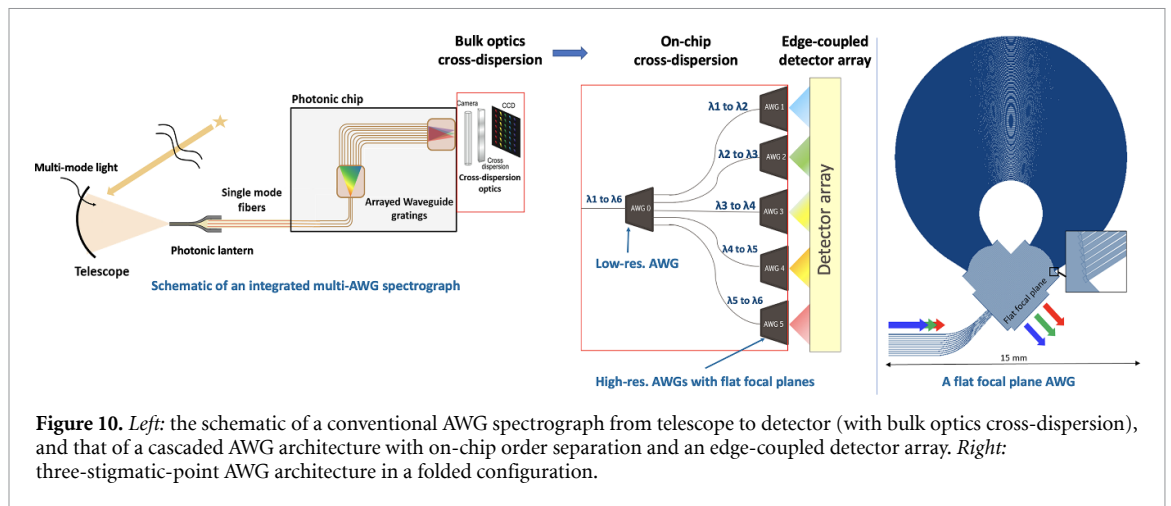 Bulk optics
cross-dispersion
On-chip
cross-dispersion
Edge-coupled
detector array
Multi-mode light
Telescope
Photonic lantern
Single mode
fibers
Photonic chip
Arrayed Waveguide
gratings
Camera
CCD
Cross
dispersion
Cross-dispersion
optics
Schematic of an integrated multi-AWG spectrograph
λ1 to λ6
AWG 0
Low-res. AWG
λ1 to λ2
AWG 1
λ2 to λ3
AWG 2
λ3 to λ4
AWG 3
λ4 to λ5
AWG 4
λ5 to λ6
AWG 5
Detector array
High-res. AWGs with flat focal planes
Flat focal plane
15 mm
A flat focal plane AWG
Figure 10. Left: the schematic of a conventional AWG spectrograph from telescope to detector (with bulk optics cross-dispersion),
and that of a cascaded AWG architecture with on-chip order separation and an edge-coupled detector array. Right:
three-stigmatic-point AWG architecture in a folded configuration.